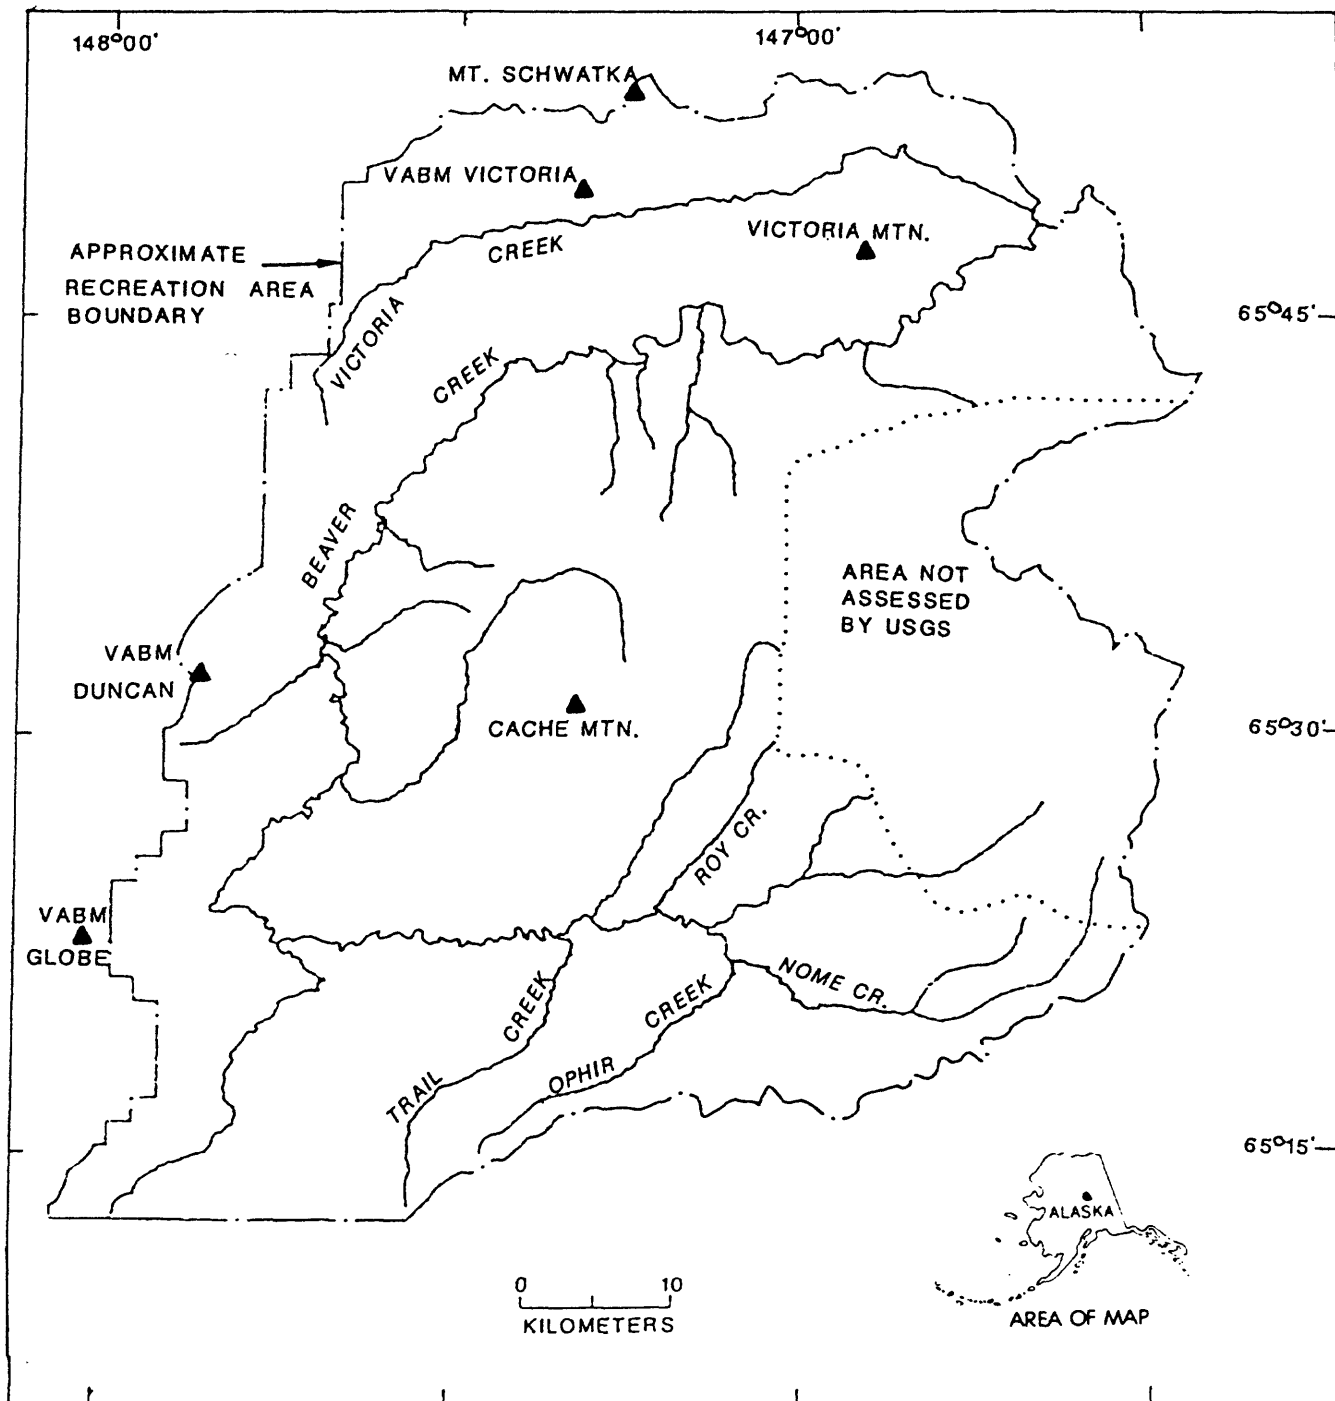 148°00'
147°00'
MT. SCHWATKA
VABM VICTORIA
VICTORIA MTN.
CREEK
APPROXIMATE
RECREATION AREA
BOUNDARY
65°45'
VICTORIA
CREEK
BEAVER
AREA NOT
ASSESSED
BY USGS
VABM
DUNCAN
CACHE MTN.
65°30'
ROY CR.
VABM
GLOBE
NOME CR.
CREEK
CREEK
OPHIR
TRAIL
65°15'
ALASKA
0 10
KILOMETERS
AREA OF MAP